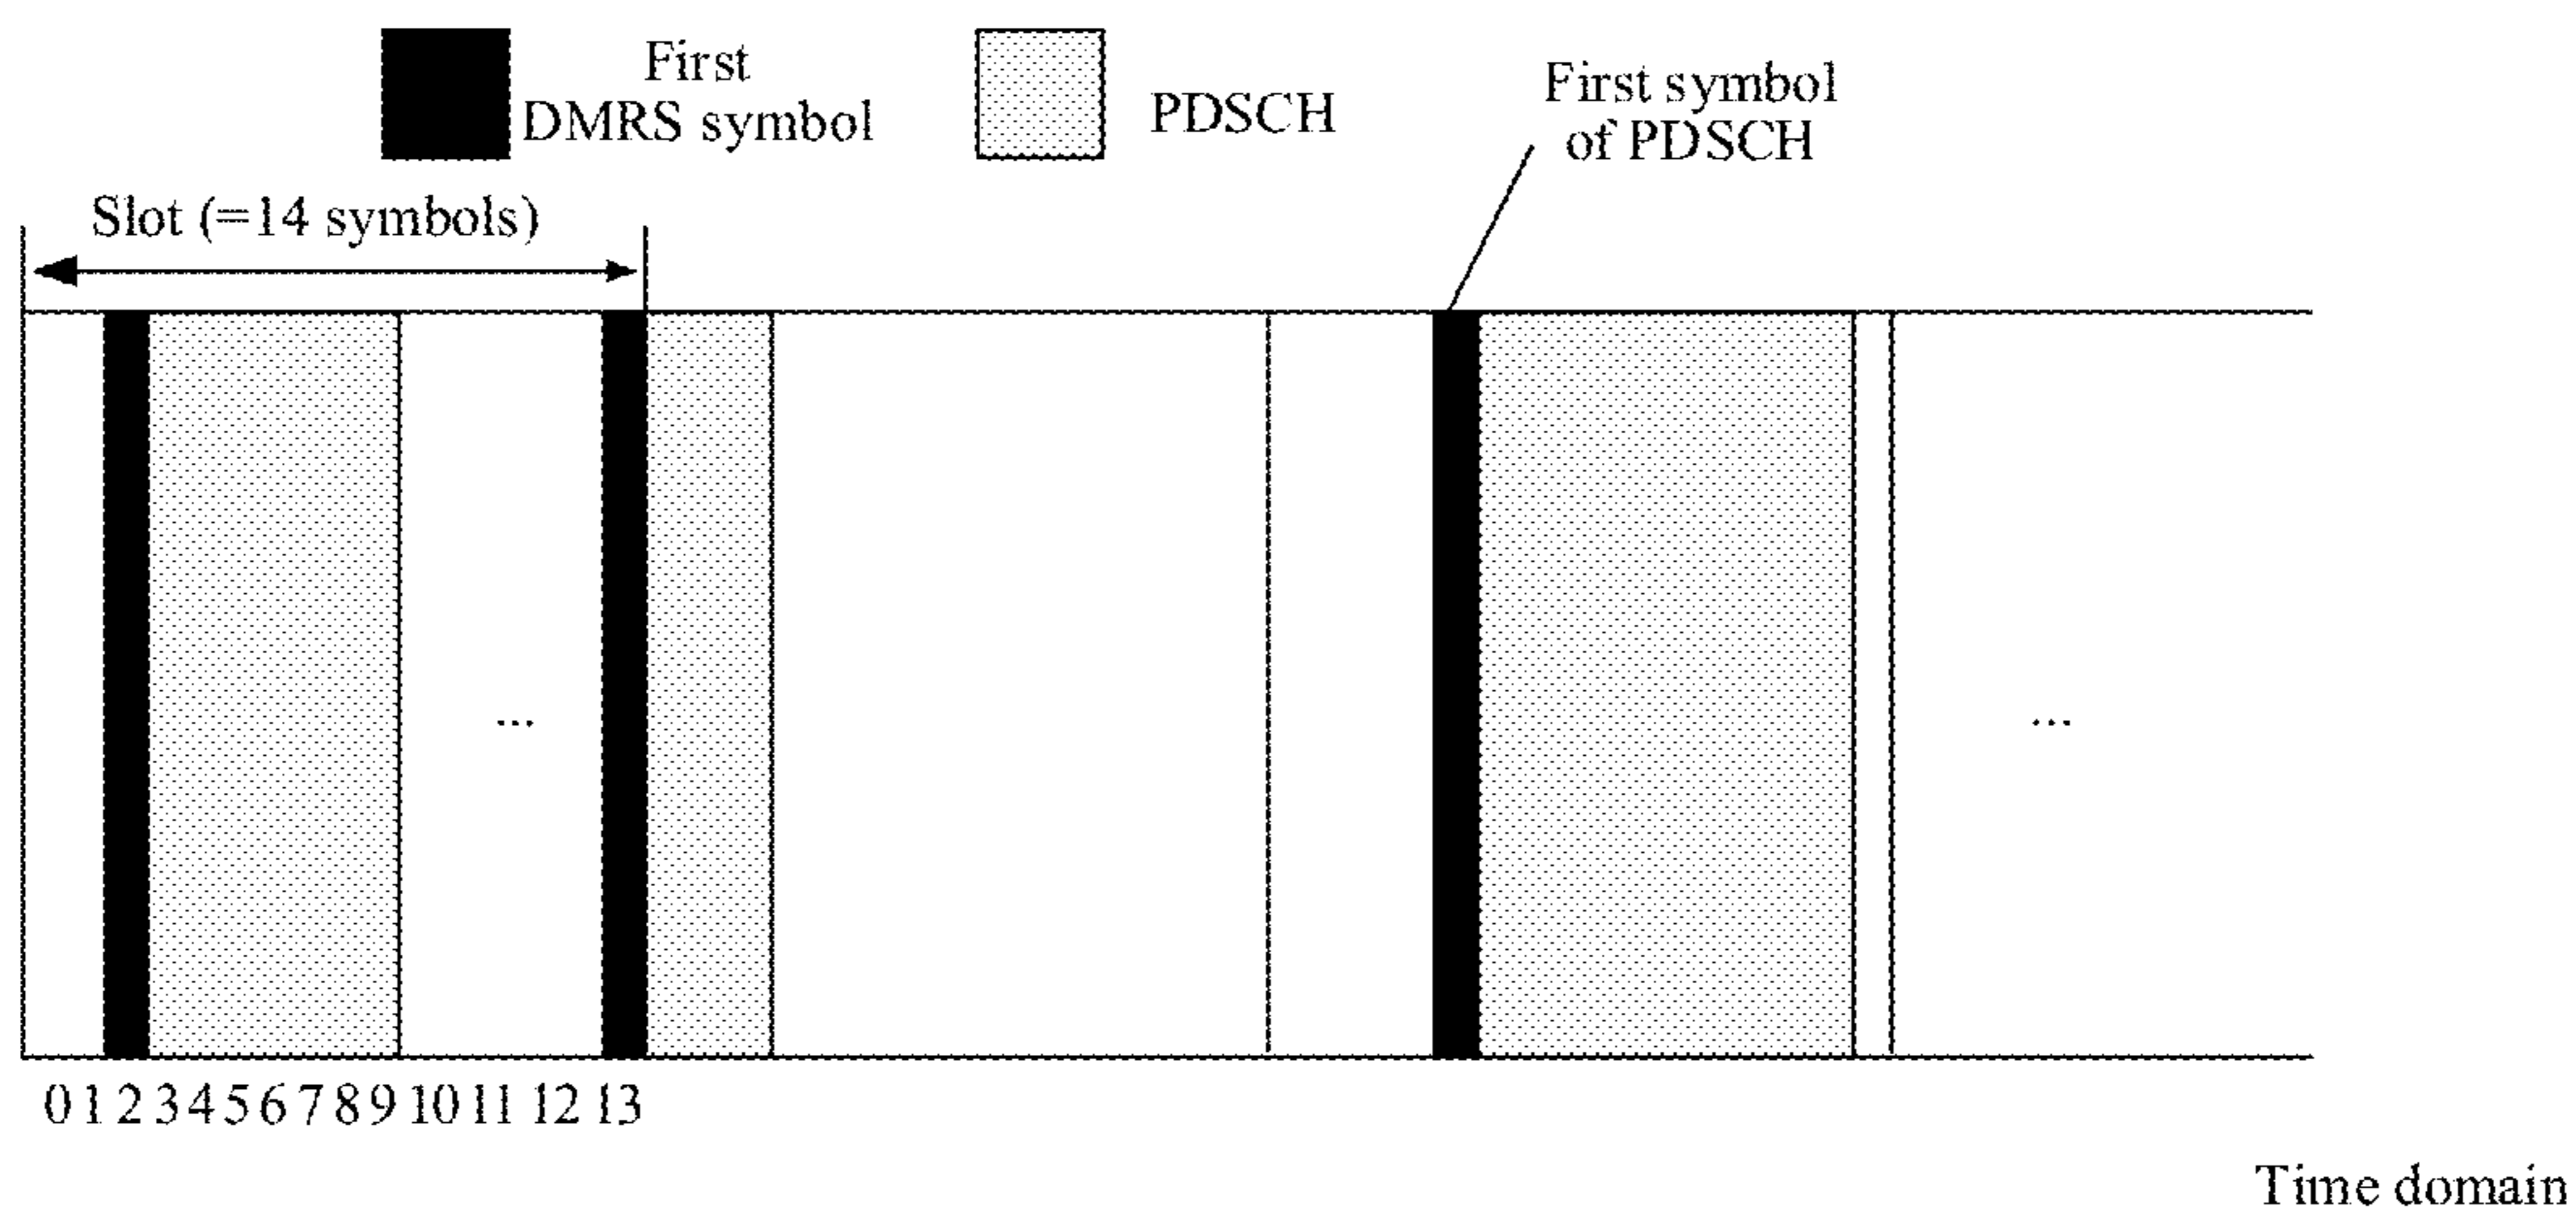 First
DMRS symbol
PDSCH
First symbol
of PDSCH
Slot (=14 symbols)
...
...
0 1 2 3 4 5 6 7 8 9 10 11 12 13
Time domain